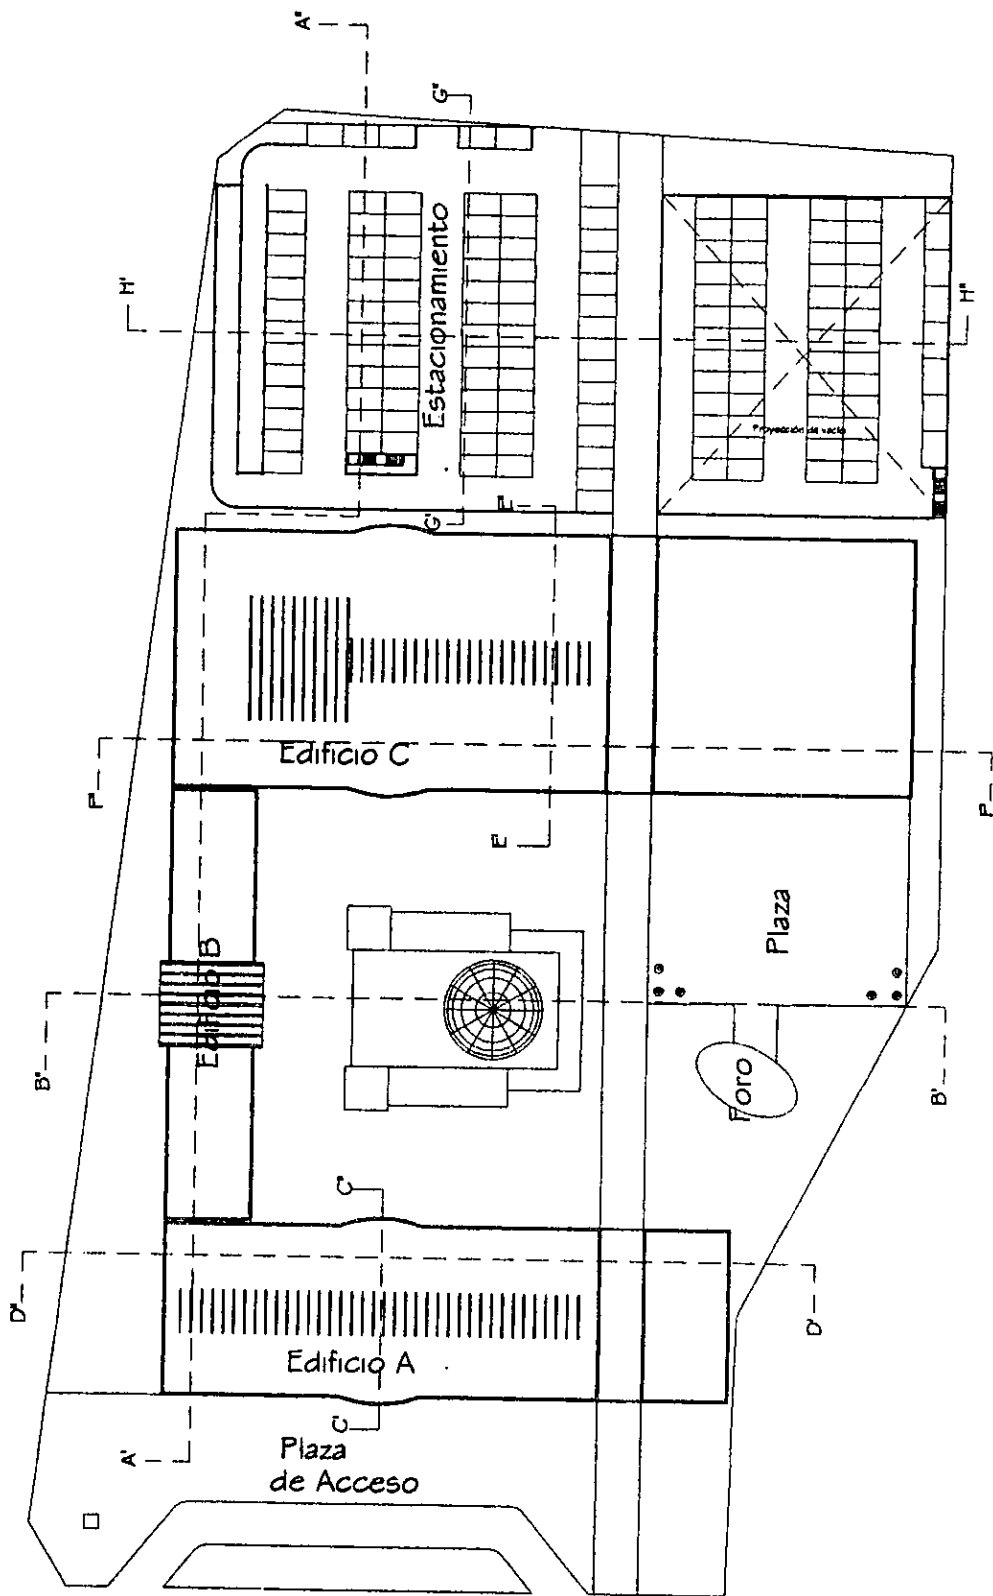 A"
G"
H'
H"
Estacionamiento
Proyección de vacío
E"
G'
Edificio C
F'
F'
E'
Plaza
Edificio B
B"
B'
Foro
C"
D"
D'
Edificio A
C'
A'
Plaza
de Acceso